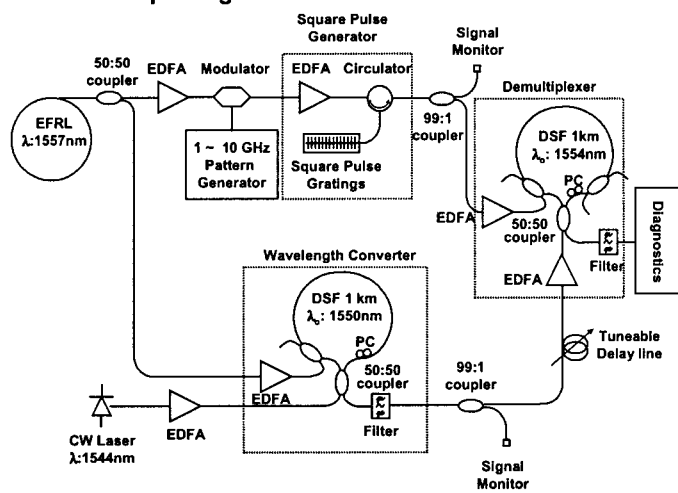 Square Pulse
Generator
Signal
Monitor
50:50
coupler
EDFA
Modulator
EDFA
Circulator
Demultiplexer
EFRL
λ:1557nm
99:1
coupler
DSF 1km
λ₀: 1554nm
1 ~ 10 GHz
Pattern
Generator
Square Pulse
Gratings
PC
EDFA
50:50
coupler
Filter
Diagnostics
EDFA
Wavelength Converter
DSF 1 km
λ₀: 1550nm
PC
Tuneable
Delay line
50:50
coupler
99:1
coupler
EDFA
EDFA
Filter
CW Laser
λ:1544nm
Signal
Monitor